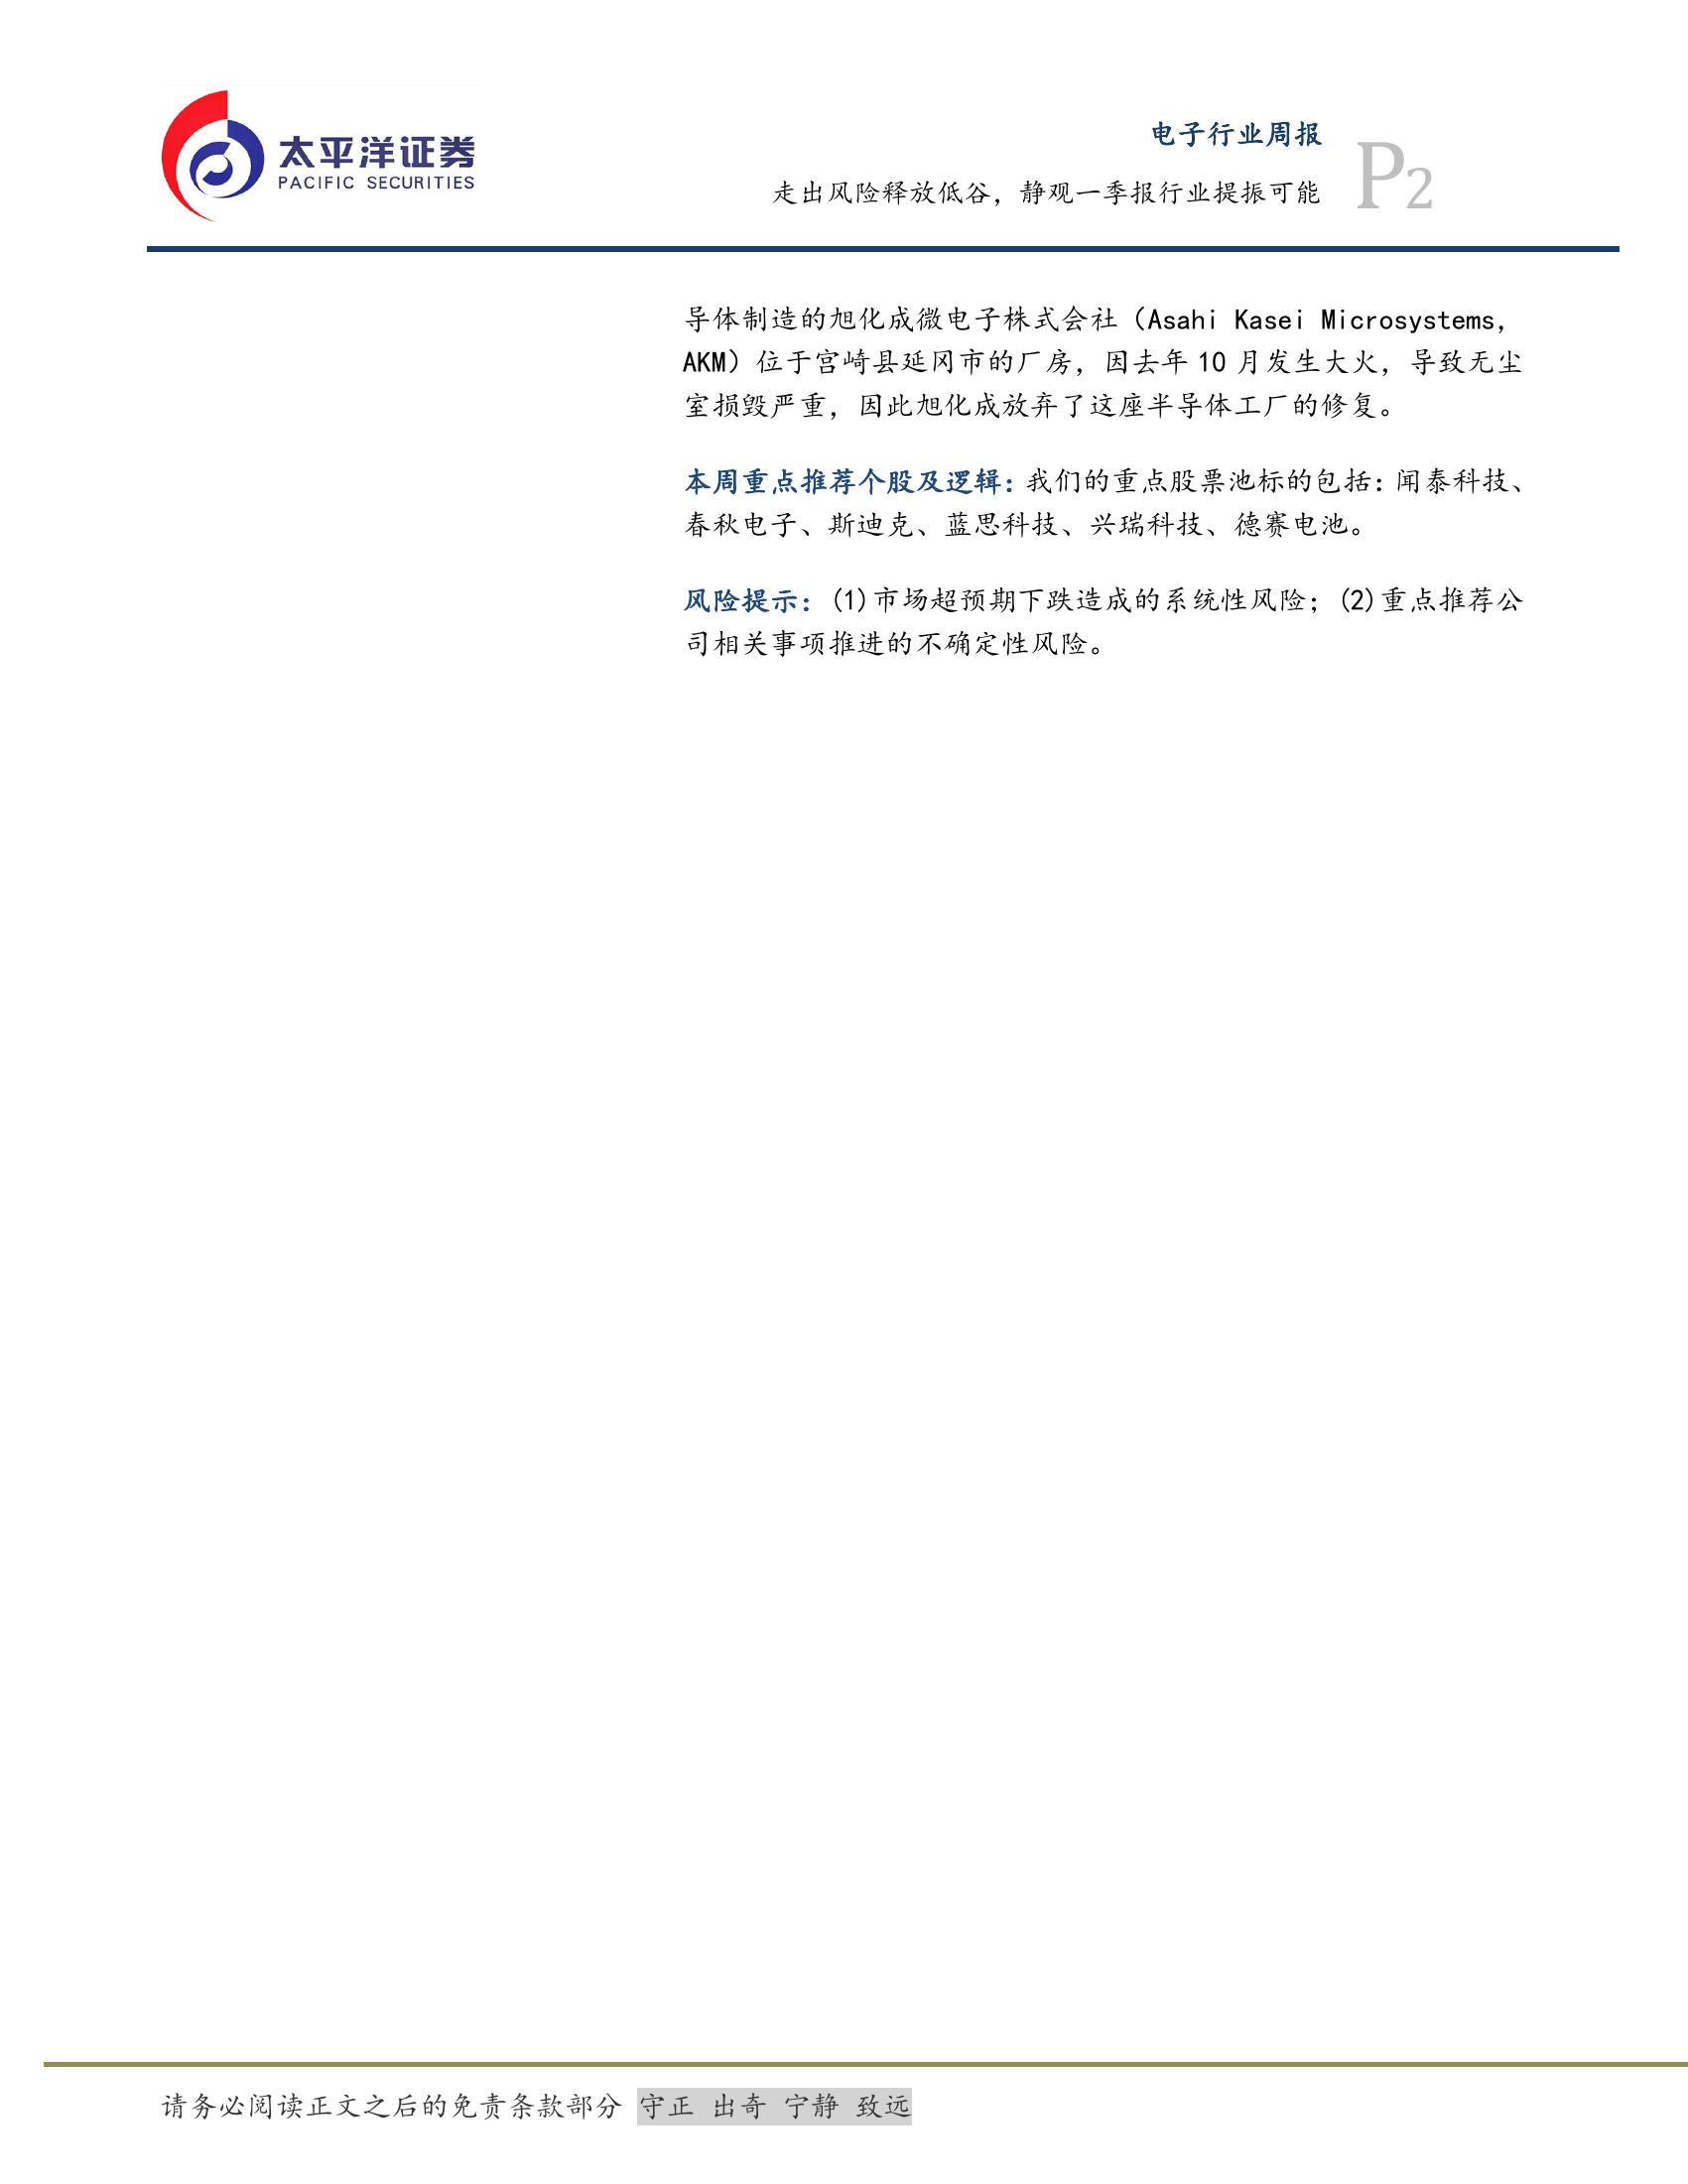 太平洋证券
PACIFIC SECURITIES
电子行业周报
走出风险释放低谷，静观一季报行业提振可能
P2
导体制造的旭化成微电子株式会社（Asahi Kasei Microsystems，
AKM）位于宫崎县延冈市的厂房，因去年 10 月发生大火，导致无尘
室损毁严重，因此旭化成放弃了这座半导体工厂的修复。
本周重点推荐个股及逻辑：我们的重点股票池标的包括：闻泰科技、
春秋电子、斯迪克、蓝思科技、兴瑞科技、德赛电池。
风险提示：(1)市场超预期下跌造成的系统性风险；(2)重点推荐公
司相关事项推进的不确定性风险。
请务必阅读正文之后的免责条款部分 守正 出奇 宁静 致远